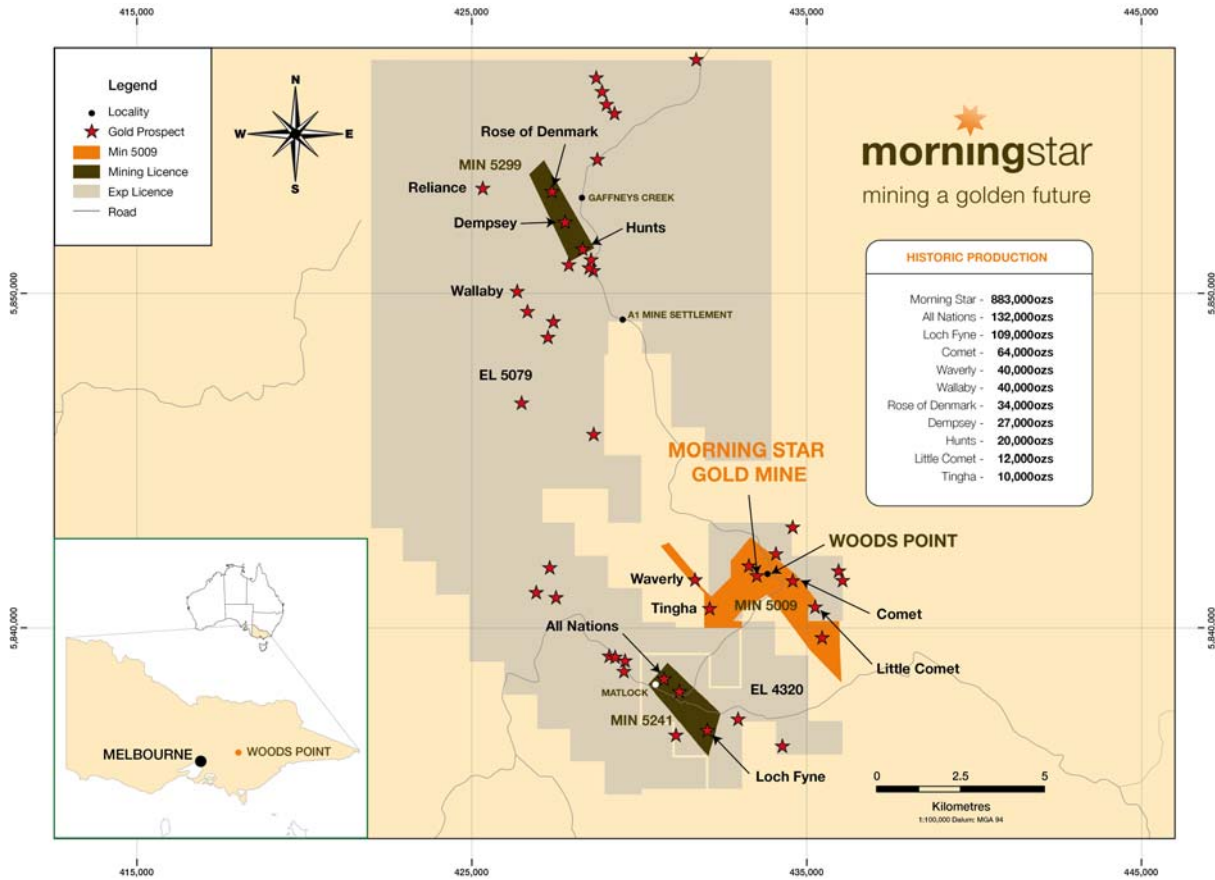 415,000
425,000
435,000
445,000
Legend
Locality
Gold Prospect
Min 5009
Mining Licence
Exp Licence
Road
N
W
E
S
morningstar
mining a golden future
Rose of Denmark
MIN 5299
Reliance
GAFFNEYS CREEK
Dempsey
Hunts
Wallaby
A1 MINE SETTLEMENT
EL 5079
5,850,000
5,850,000
HISTORIC PRODUCTION
Morning Star - 883,000ozs
All Nations - 132,000ozs
Loch Fyne - 109,000ozs
Comet - 64,000ozs
Waverly - 40,000ozs
Wallaby - 40,000ozs
Rose of Denmark - 34,000ozs
Dempsey - 27,000ozs
Hunts - 20,000ozs
Little Comet - 12,000ozs
Tingha - 10,000ozs
MORNING STAR
GOLD MINE
WOODS POINT
Waverly
Tingha
MIN 5009
Comet
All Nations
Little Comet
MATLOCK
EL 4320
MIN 5241
Loch Fyne
5,840,000
5,840,000
MELBOURNE
WOODS POINT
0 2.5 5
Kilometres
1:100,000 Datum: MGA 94
415,000
425,000
435,000
445,000